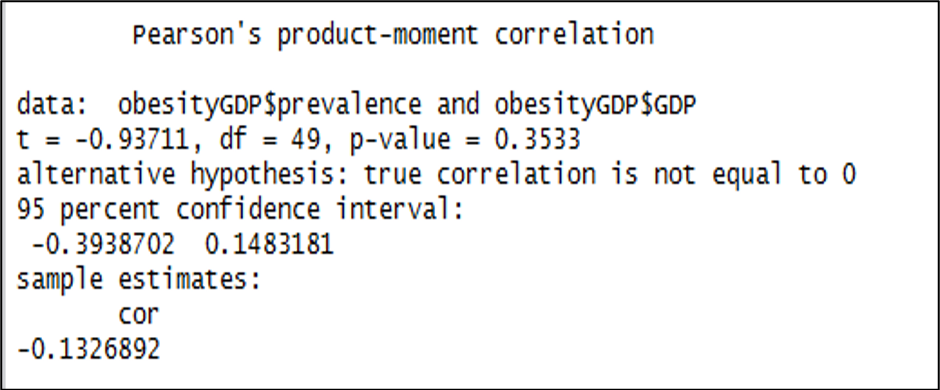 Pearson's product-moment correlation
data: obesityGDP$prevalence and obesityGDP$GDP
t = -0.93711, df = 49, p-value = 0.3533
alternative hypothesis: true correlation is not equal to 0
95 percent confidence interval:
-0.3938702 0.1483181
sample estimates:
cor
-0.1326892